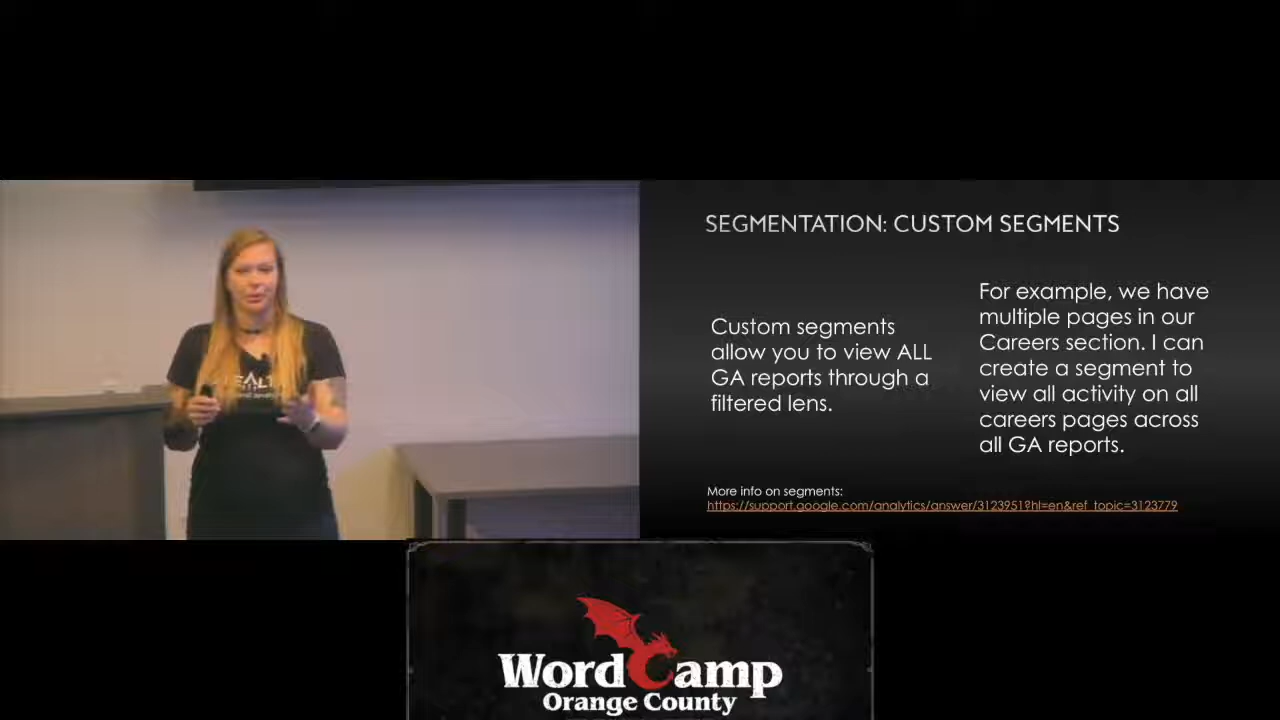 SEGMENTATION: CUSTOM SEGMENTS
Custom segments
allow you to view ALL
GA reports through a
filtered lens.
For example, we have
multiple pages in our
Careers section. I can
create a segment to
view all activity on all
careers pages across
all GA reports.
More info on segments:
https://support.google.com/analytics/answer/3123951?hl=en&ref_topic=3123779
WordCamp
Orange County